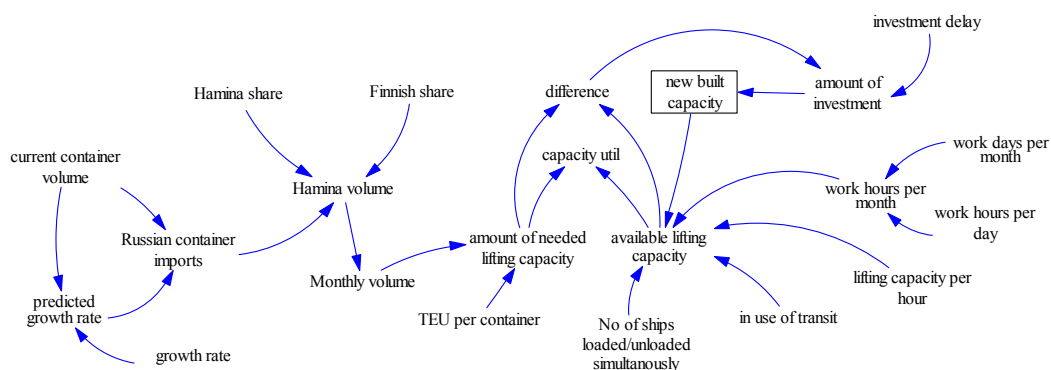 investment delay
Hamina share
Finnish share
difference
new built
capacity
amount of
investment
current container
volume
capacity util
work days per
month
Hamina volume
work hours per
month
work hours per
day
Russian container
imports
amount of needed
lifting capacity
available lifting
capacity
Monthly volume
lifting capacity per
hour
predicted
growth rate
TEU per container
No of ships
loaded/unloaded
simultanously
in use of transit
growth rate